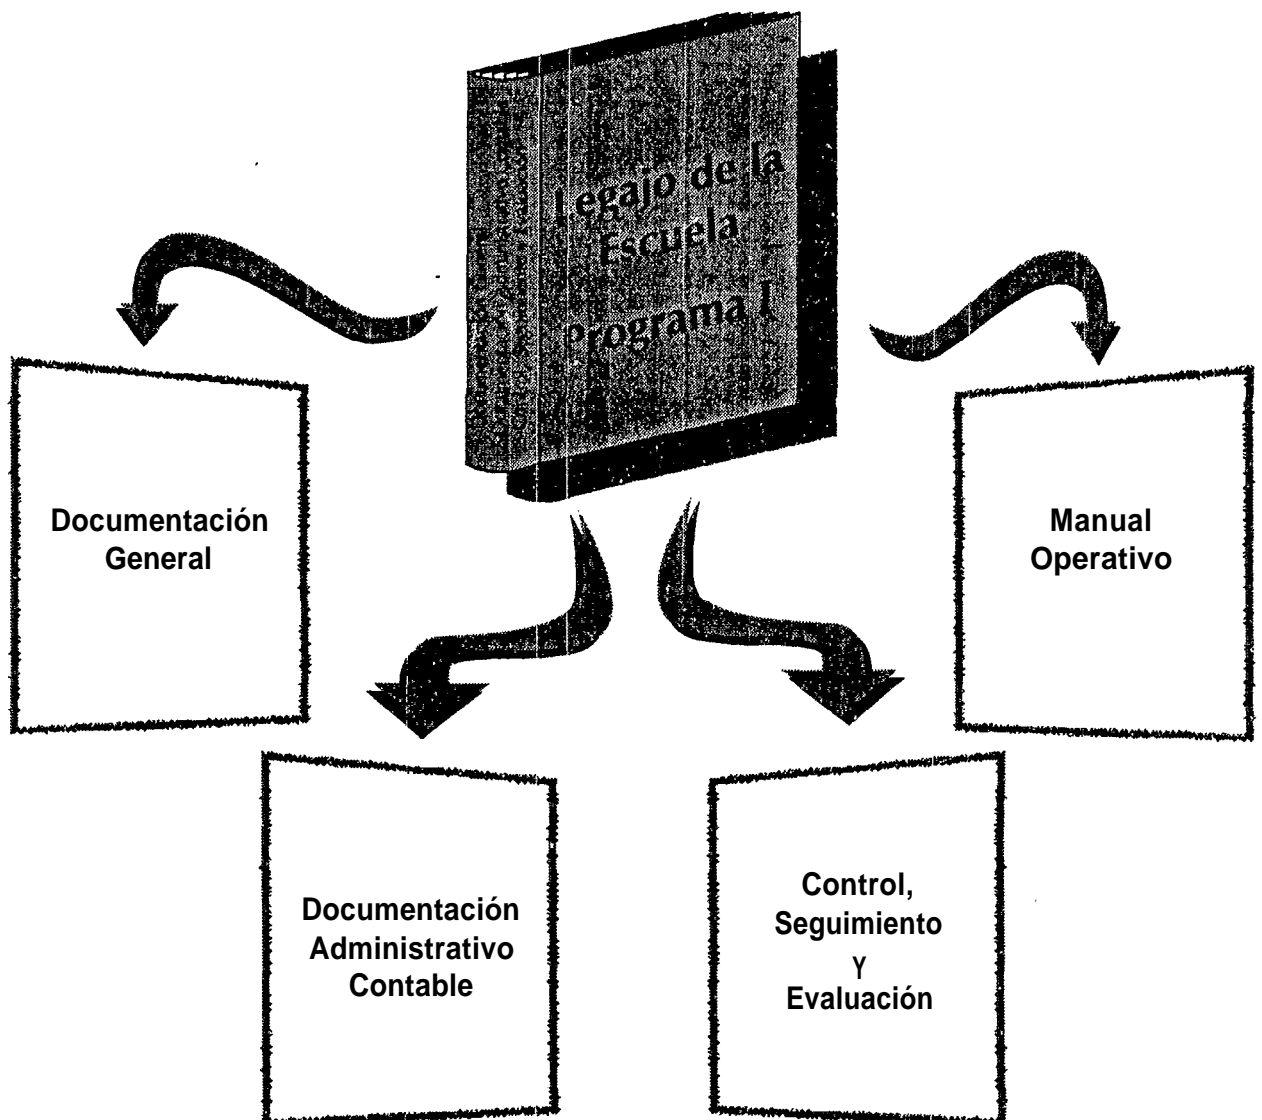 Legajo de la
Escuela
Programa I
Documentación
General
Manual
Operativo
Documentación
Administrativo
Contable
Control,
Seguimiento
Y
Evaluación